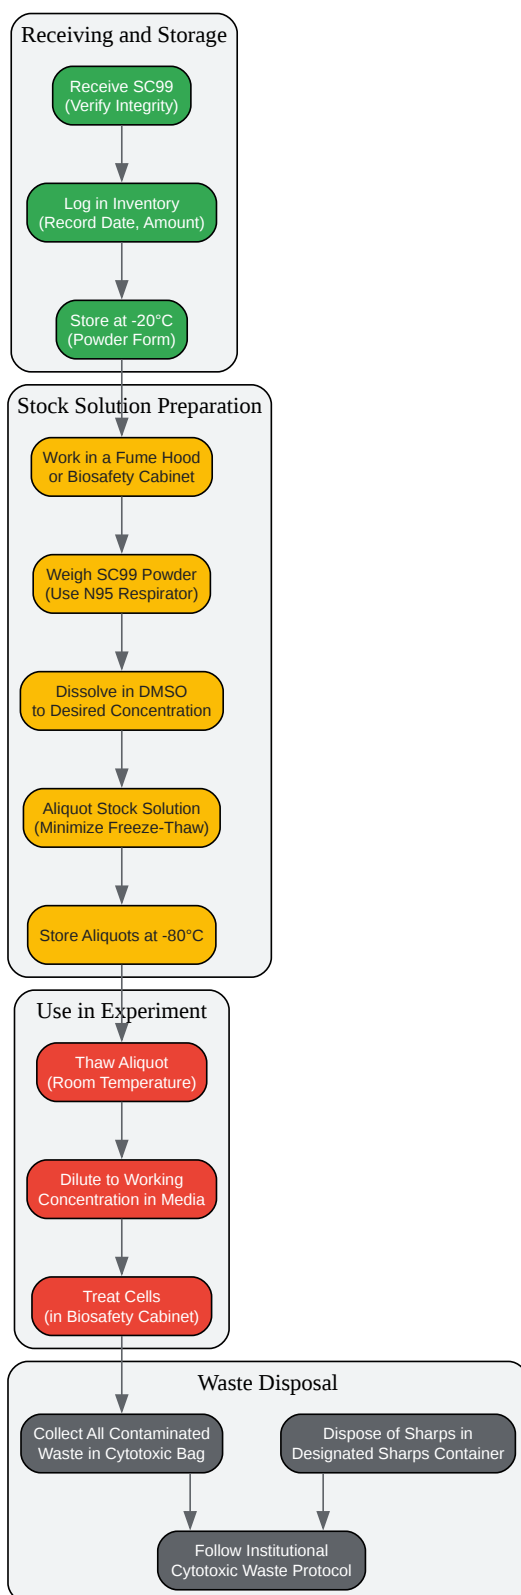 Receiving and Storage
Receive SC99
(Verify Integrity)
Log in Inventory
(Record Date, Amount)
Store at -20°C
(Powder Form)
Stock Solution Preparation
Work in a Fume Hood
or Biosafety Cabinet
Weigh SC99 Powder
(Use N95 Respirator)
Dissolve in DMSO
to Desired Concentration
Aliquot Stock Solution
(Minimize Freeze-Thaw)
Store Aliquots at -80°C
Use in Experiment
Thaw Aliquot
(Room Temperature)
Dilute to Working
Concentration in Media
Treat Cells
(in Biosafety Cabinet)
Waste Disposal
Collect All Contaminated
Waste in Cytotoxic Bag
Dispose of Sharps in
Designated Sharps Container
Follow Institutional
Cytotoxic Waste Protocol